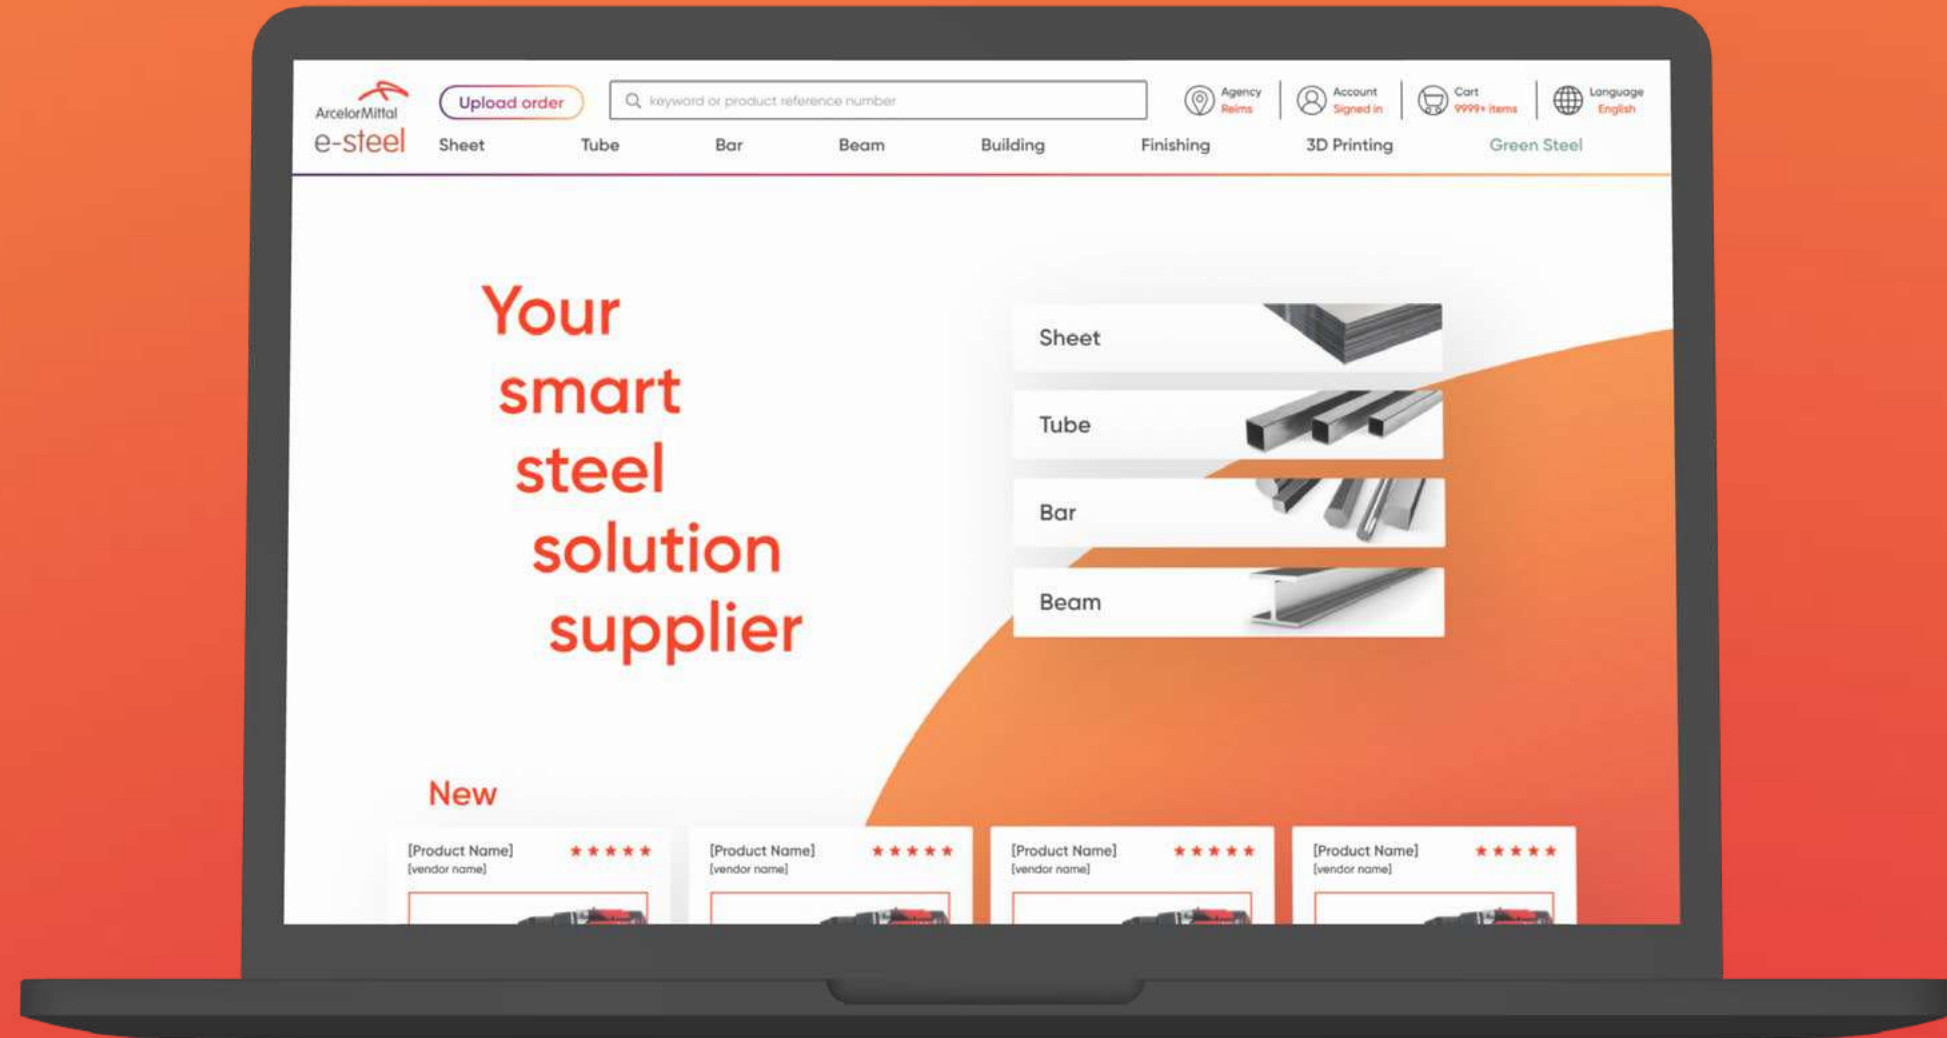 ArcelorMittal
e-steel
Upload order
keyword or product reference number
Agency
Reims
Account
Signed in
Cart
9999+ items
Language
English
Sheet Tube Bar Beam Building Finishing 3D Printing Green Steel
Your
smart
steel
solution
supplier
Sheet
Tube
Bar
Beam
New
[Product Name]
[vendor name]
[Product Name]
[vendor name]
[Product Name]
[vendor name]
[Product Name]
[vendor name]